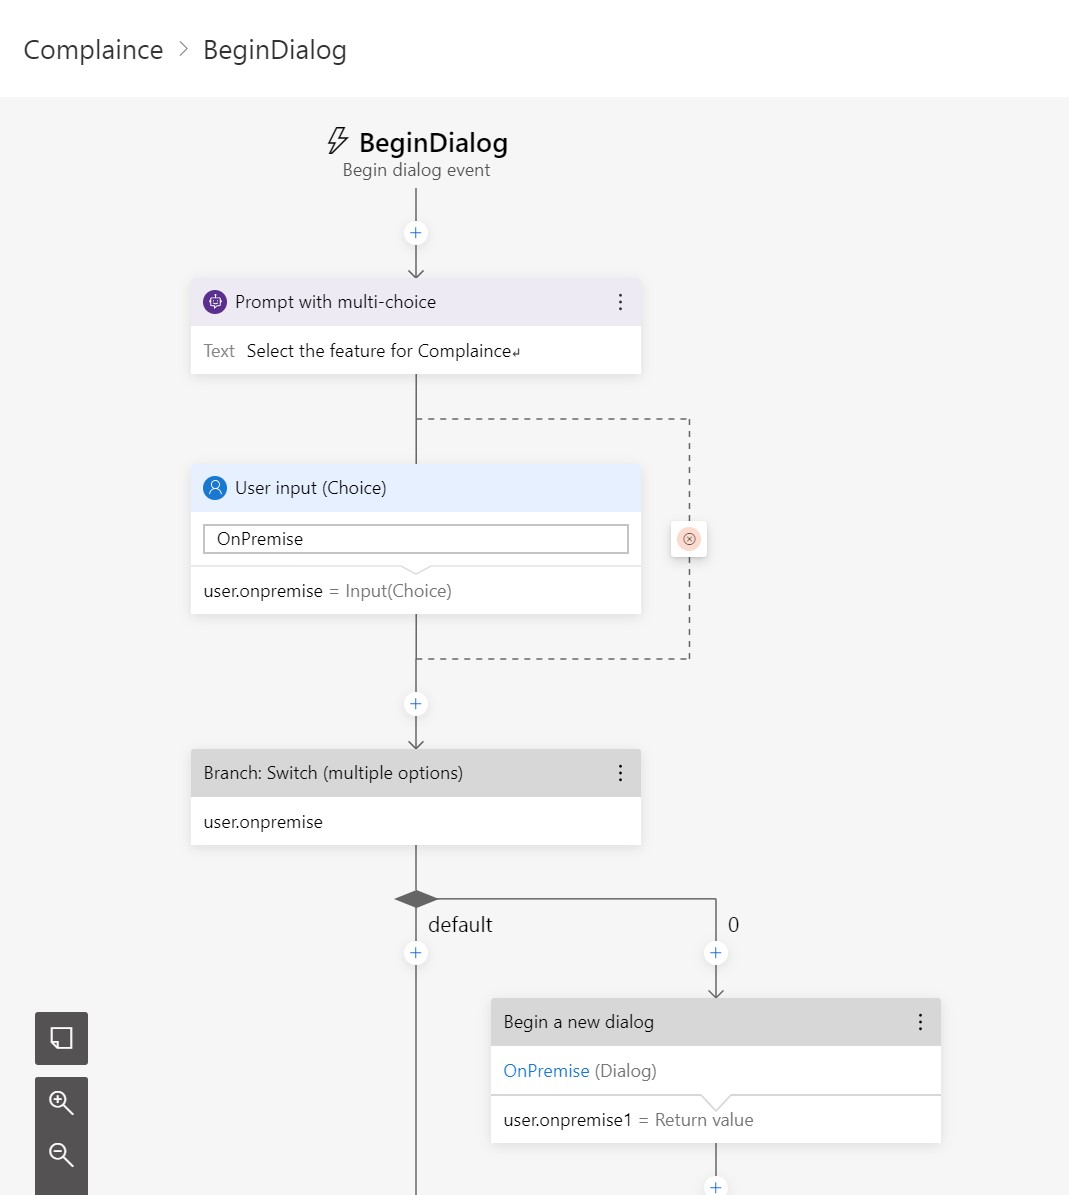 Complaince > BeginDialog
BeginDialog
Begin dialog event
Prompt with multi-choice
Text Select the feature for Complaince↲
User input (Choice)
OnPremise
user.onpremise = Input(Choice)
Branch: Switch (multiple options)
user.onpremise
default
0
Begin a new dialog
OnPremise (Dialog)
user.onpremise1 = Return value